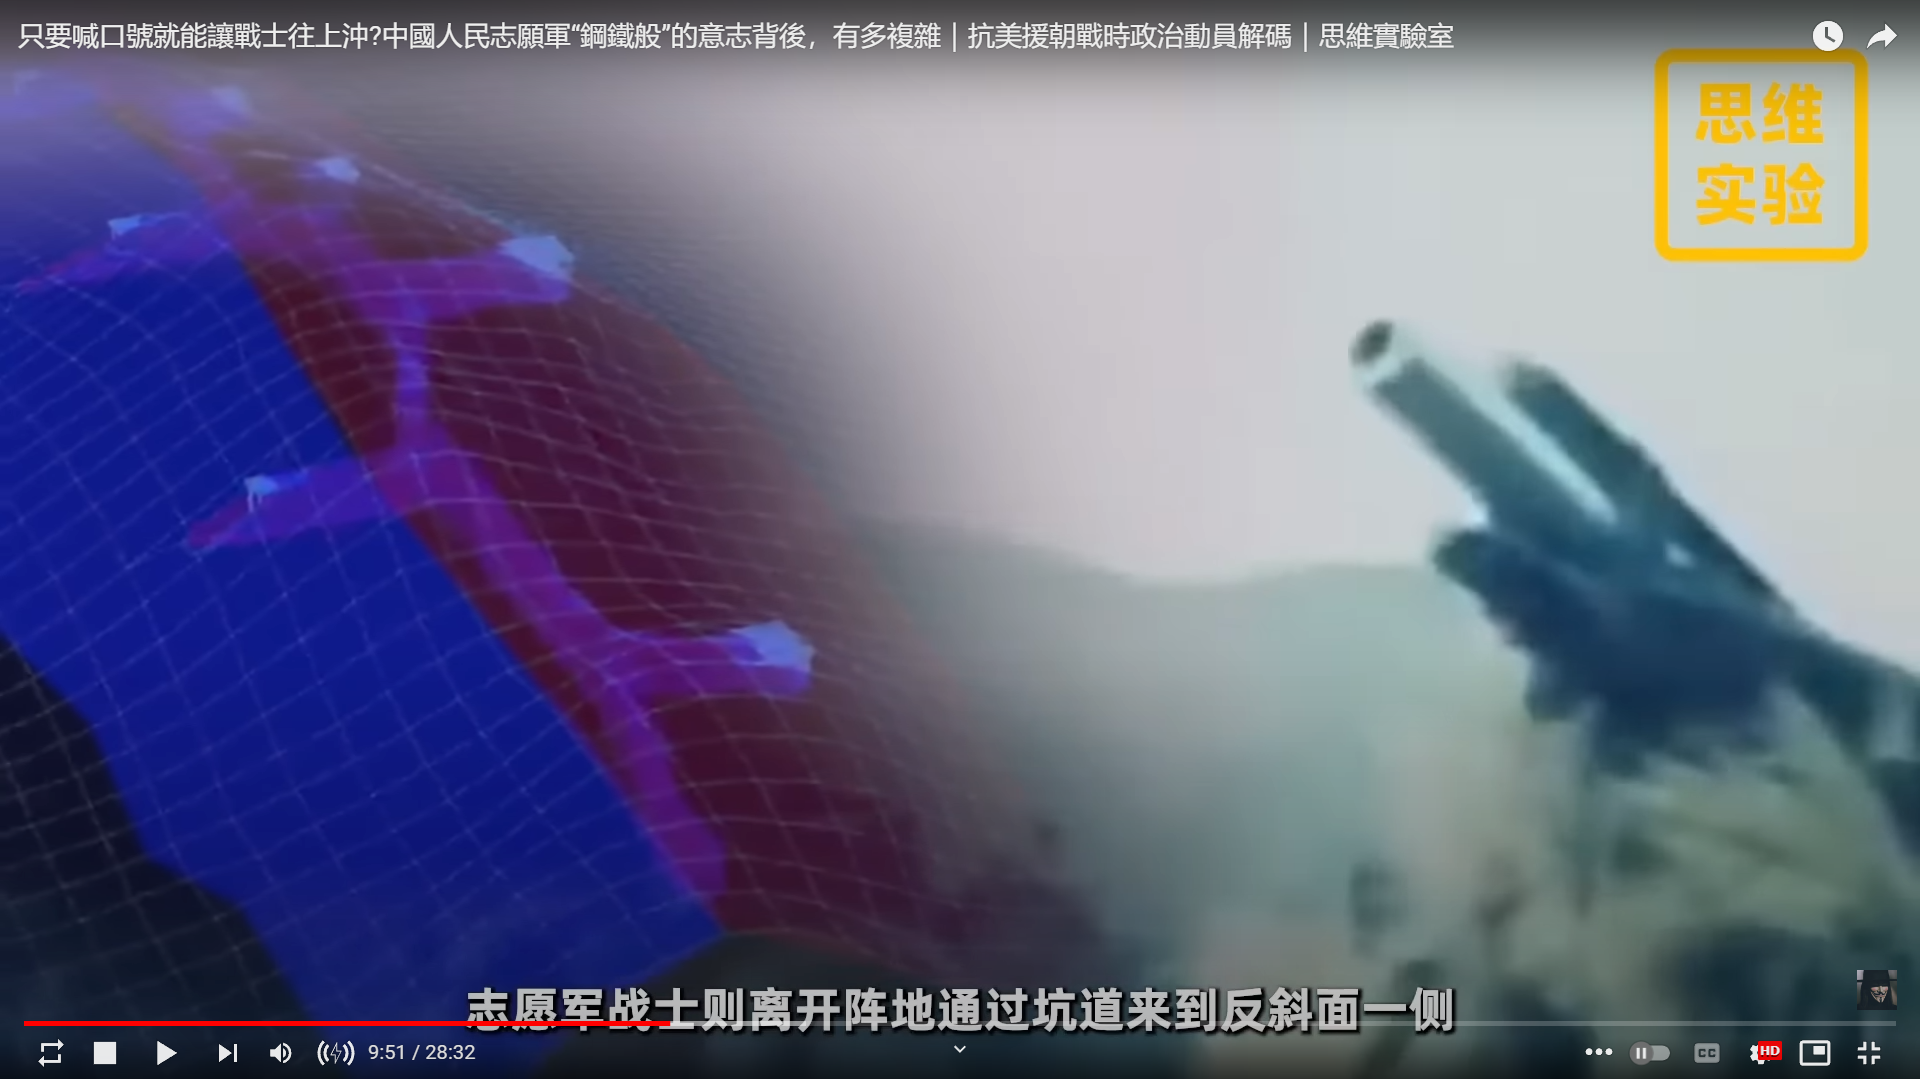 只要喊口號就能讓戰士往上沖?中國人民志願軍“鋼鐵般”的意志背後，有多複雜｜抗美援朝戰時政治動員解碼｜思維實驗室
思维
实验
志愿军战士则离开阵地通过坑道来到反斜面一侧
9:51 / 28:32
CC
HD